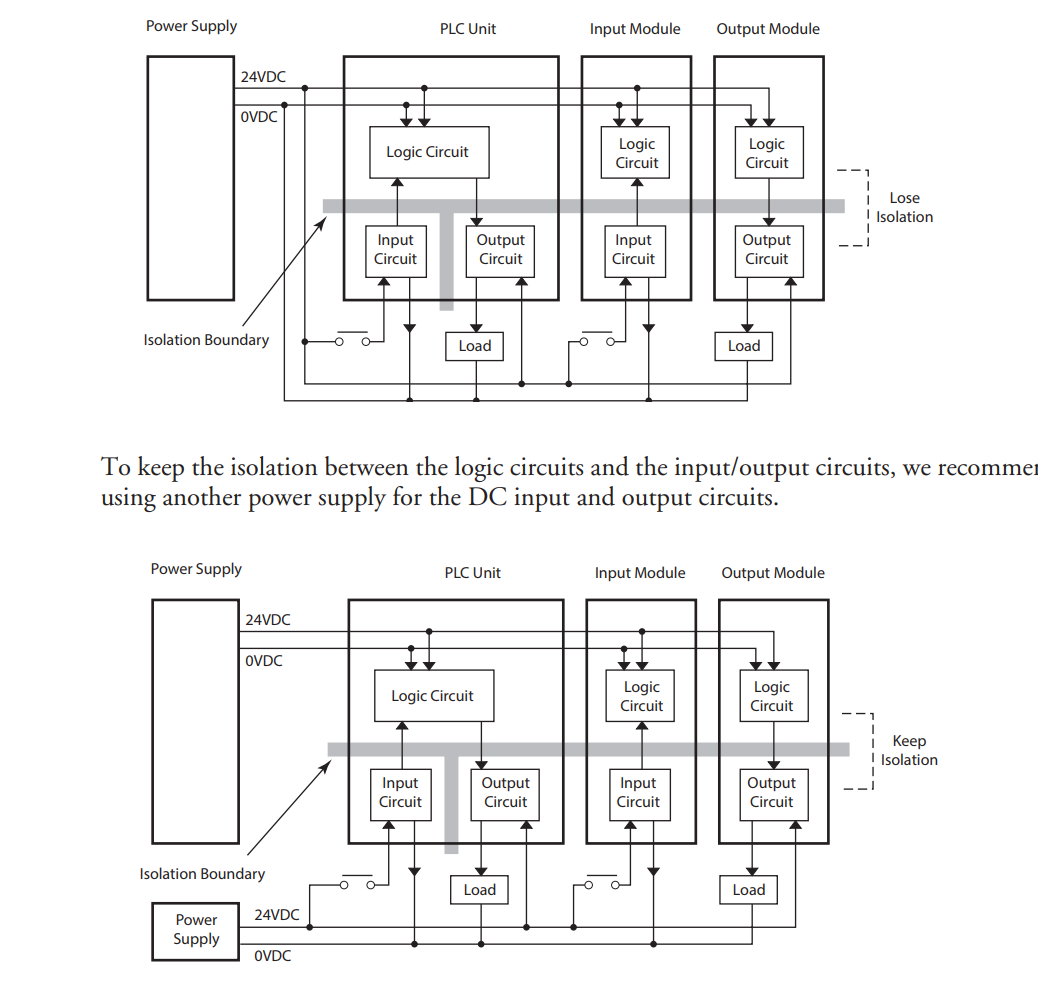 Power Supply
PLC Unit
Input Module
Output Module
24VDC
0VDC
Logic Circuit
Logic
Circuit
Logic
Circuit
Lose
Isolation
Input
Circuit
Output
Circuit
Input
Circuit
Output
Circuit
Isolation Boundary
Load
Load
To keep the isolation between the logic circuits and the input/output circuits, we recommen
using another power supply for the DC input and output circuits.
Power Supply
PLC Unit
Input Module
Output Module
24VDC
0VDC
Logic Circuit
Logic
Circuit
Logic
Circuit
Keep
Isolation
Input
Circuit
Output
Circuit
Input
Circuit
Output
Circuit
Isolation Boundary
Load
Load
Power
Supply
24VDC
0VDC